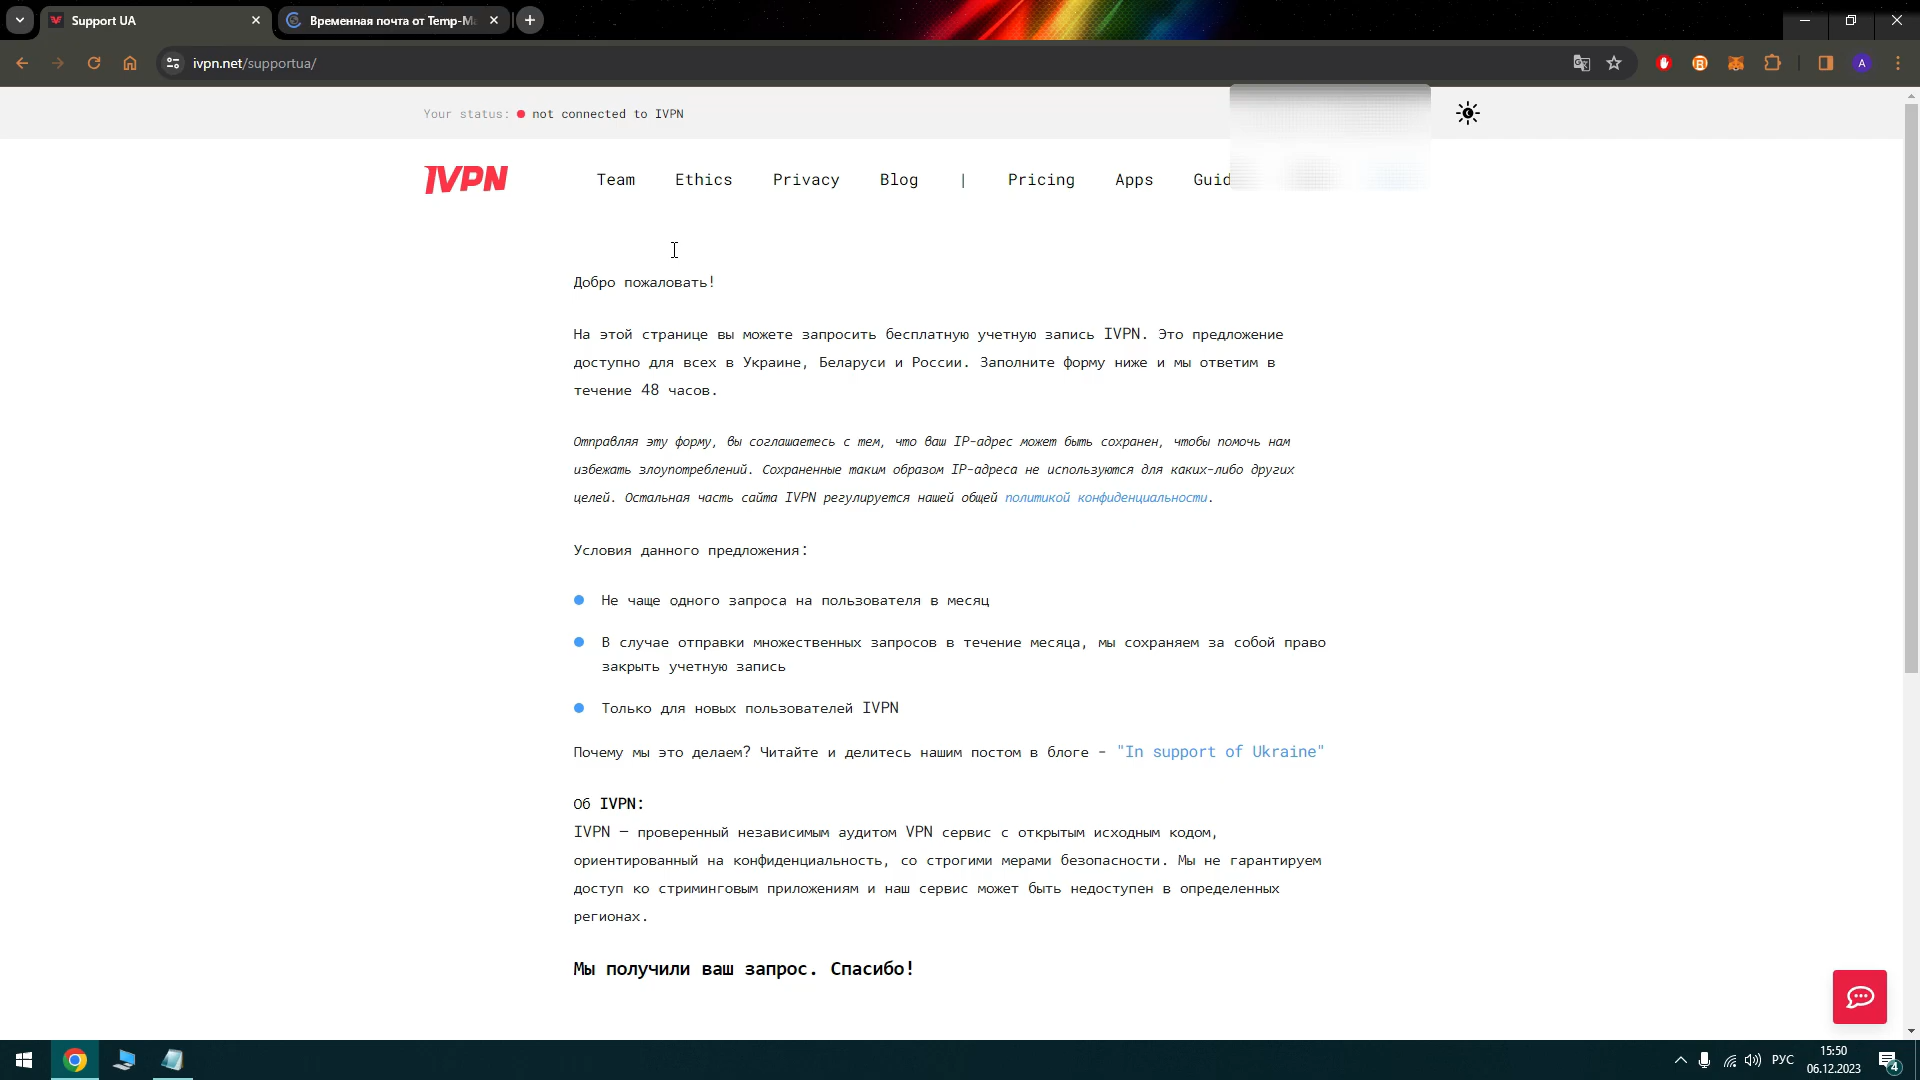 Support UA
Временная почта от Temp-Ma
ivpn.net/supportua/
A
Your status: not connected to IVPN
IVPN
Team Ethics Privacy Blog | Pricing Apps Guid
Добро пожаловать!
На этой странице вы можете запросить бесплатную учетную запись IVPN. Это предложение
доступно для всех в Украине, Беларуси и России. Заполните форму ниже и мы ответим в
течение 48 часов.
Отправляя эту форму, вы соглашаетесь с тем, что ваш IP-адрес может быть сохранен, чтобы помочь нам
избежать злоупотреблений. Сохраненные таким образом IP-адреса не используются для каких-либо других
целей. Остальная часть сайта IVPN регулируется нашей общей политикой конфиденциальности.
Условия данного предложения:
Не чаще одного запроса на пользователя в месяц
В случае отправки множественных запросов в течение месяца, мы сохраняем за собой право
закрыть учетную запись
Только для новых пользователей IVPN
Почему мы это делаем? Читайте и делитесь нашим постом в блоге - "In support of Ukraine"
Об IVPN:
IVPN — проверенный независимым аудитом VPN сервис с открытым исходным кодом,
ориентированный на конфиденциальность, со строгими мерами безопасности. Мы не гарантируем
доступ ко стриминговым приложениям и наш сервис может быть недоступен в определенных
регионах.
Мы получили ваш запрос. Спасибо!
РУС
15:50
06.12.2023
4